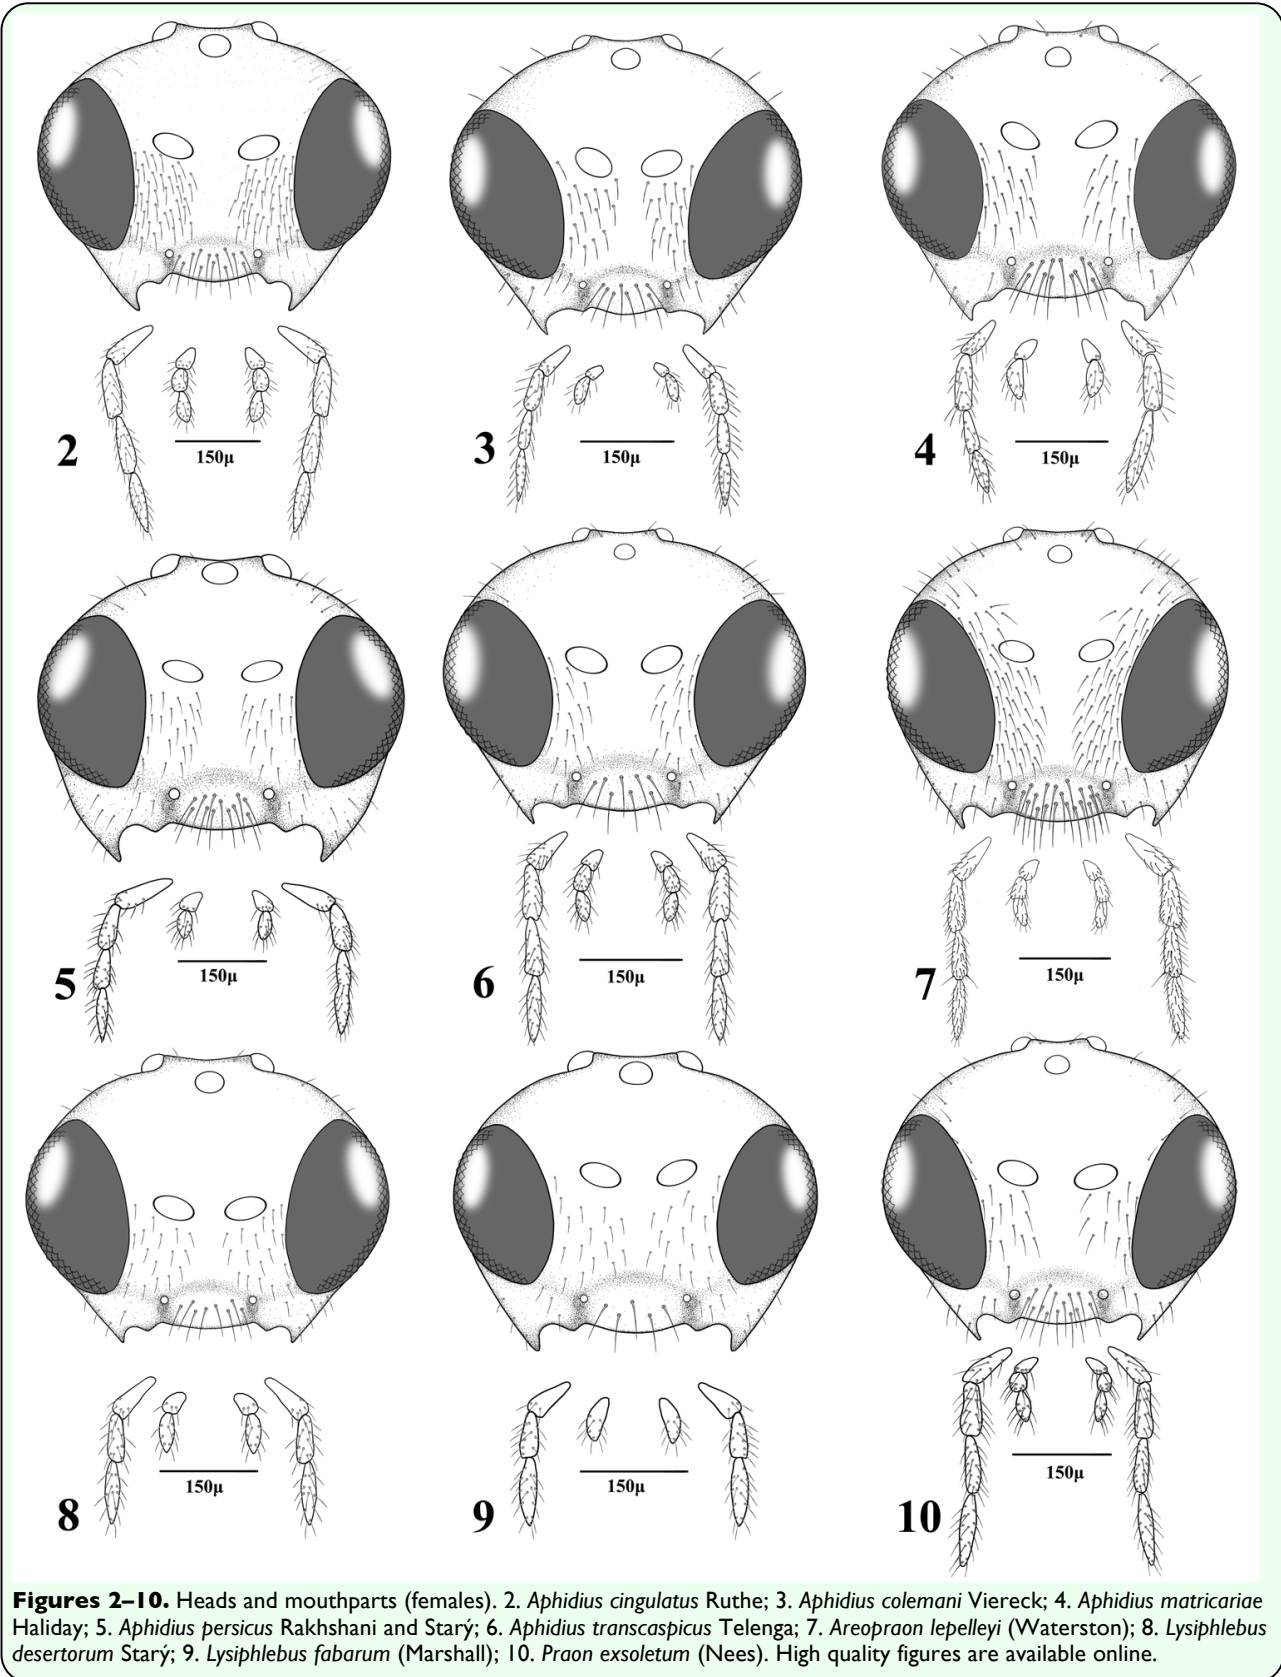 2
150μ
3
150μ
4
150μ
5
150μ
6
150μ
7
150μ
8
150μ
9
150μ
10
150μ
Figures 2–10. Heads and mouthparts (females). 2. Aphidius cingulatus Ruthe; 3. Aphidius colemani Viereck; 4. Aphidius matricariae
Haliday; 5. Aphidius persicus Rakhshani and Starý; 6. Aphidius transcaspicus Telenga; 7. Areopraon lepelleyi (Waterston); 8. Lysiphlebus
desertorum Starý; 9. Lysiphlebus fabarum (Marshall); 10. Praon exsoletum (Nees). High quality figures are available online.